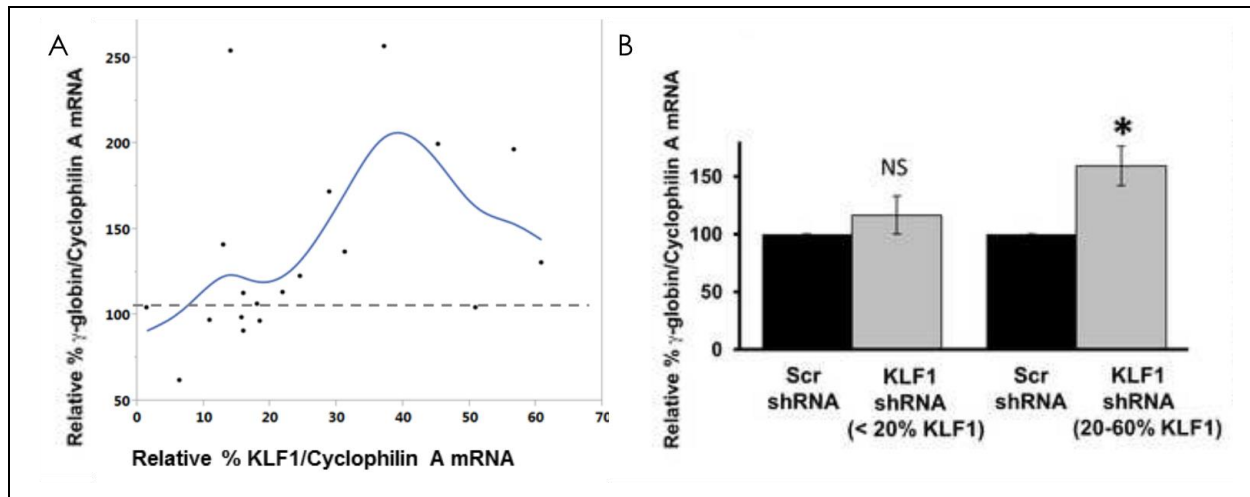 A
Relative % γ-globin/Cyclophilin A mRNA
250
200
150
100
50
0
10
20
30
40
50
60
70
Relative % KLF1/Cyclophilin A mRNA
B
Relative % γ-globin/Cyclophilin A mRNA
150
100
50
0
NS
*
Scr
shRNA
KLF1
shRNA
(< 20% KLF1)
Scr
shRNA
KLF1
shRNA
(20-60% KLF1)